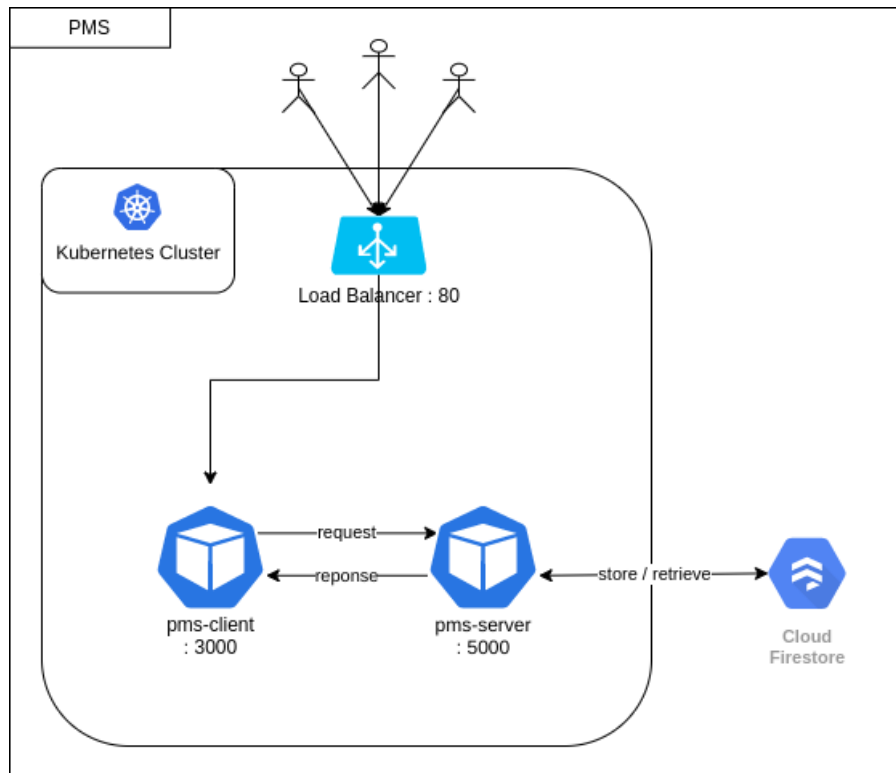 PMS
Kubernetes Cluster
Load Balancer : 80
request
reponse
store / retrieve
pms-client
: 3000
pms-server
: 5000
Cloud
Firestore